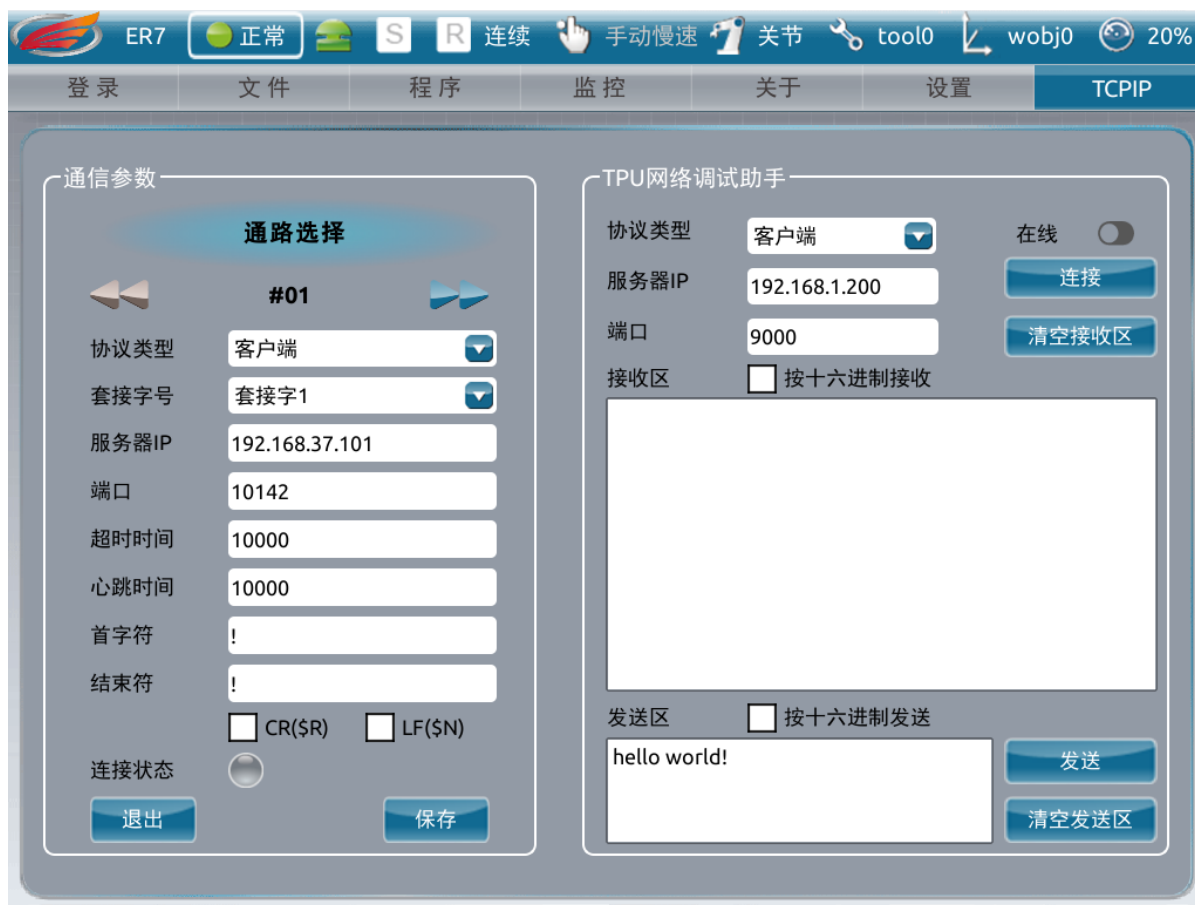 ER7 正常 S R 连续 手动慢速 关节 tool0 wobj0 20%
登录 文件 程序 监控 关于 设置 TCPIP
通信参数
通路选择
#01
协议类型 客户端
套接字号 套接字1
服务器IP 192.168.37.101
端口 10142
超时时间 10000
心跳时间 10000
首字符 !
结束符 !
CR($R) LF($N)
连接状态
退出 保存
TPU网络调试助手
协议类型 客户端 在线
服务器IP 192.168.1.200 连接
端口 9000 清空接收区
接收区 按十六进制接收
发送区 按十六进制发送
hello world! 发送
清空发送区